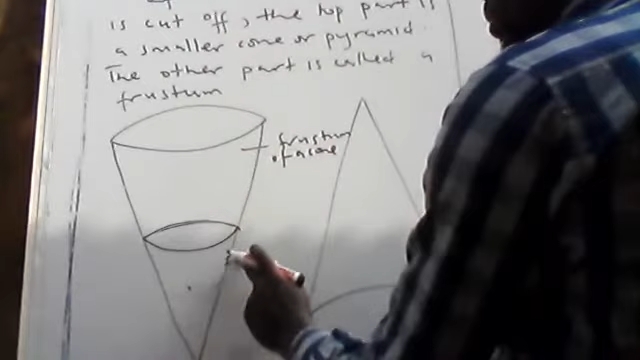 is cut off, the top part is
a smaller cone or pyramid.
The other part is called a
frustum
frustum
of a cone